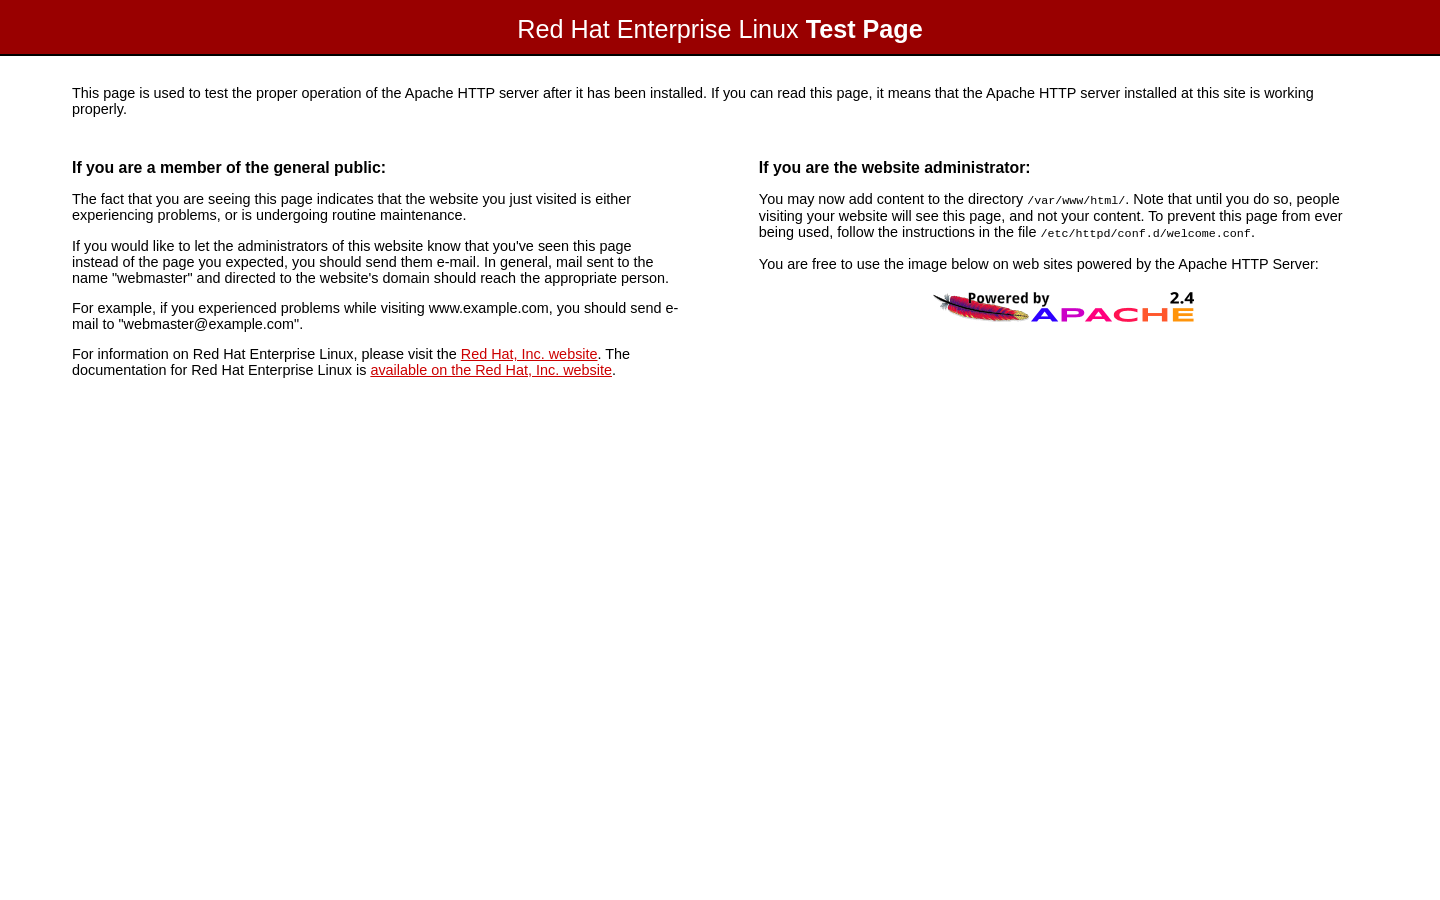 Red Hat Enterprise Linux Test Page
This page is used to test the proper operation of the Apache HTTP server after it has been installed. If you can read this page, it means that the Apache HTTP server installed at this site is working
properly.
If you are a member of the general public:
The fact that you are seeing this page indicates that the website you just visited is either
experiencing problems, or is undergoing routine maintenance.
If you would like to let the administrators of this website know that you've seen this page
instead of the page you expected, you should send them e-mail. In general, mail sent to the
name "webmaster" and directed to the website's domain should reach the appropriate person.
For example, if you experienced problems while visiting www.example.com, you should send e-
mail to "webmaster@example.com".
For information on Red Hat Enterprise Linux, please visit the Red Hat, Inc. website. The
documentation for Red Hat Enterprise Linux is available on the Red Hat, Inc. website.
If you are the website administrator:
You may now add content to the directory /var/www/html/. Note that until you do so, people
visiting your website will see this page, and not your content. To prevent this page from ever
being used, follow the instructions in the file /etc/httpd/conf.d/welcome.conf.
You are free to use the image below on web sites powered by the Apache HTTP Server:
Powered by 2.4
APACHE